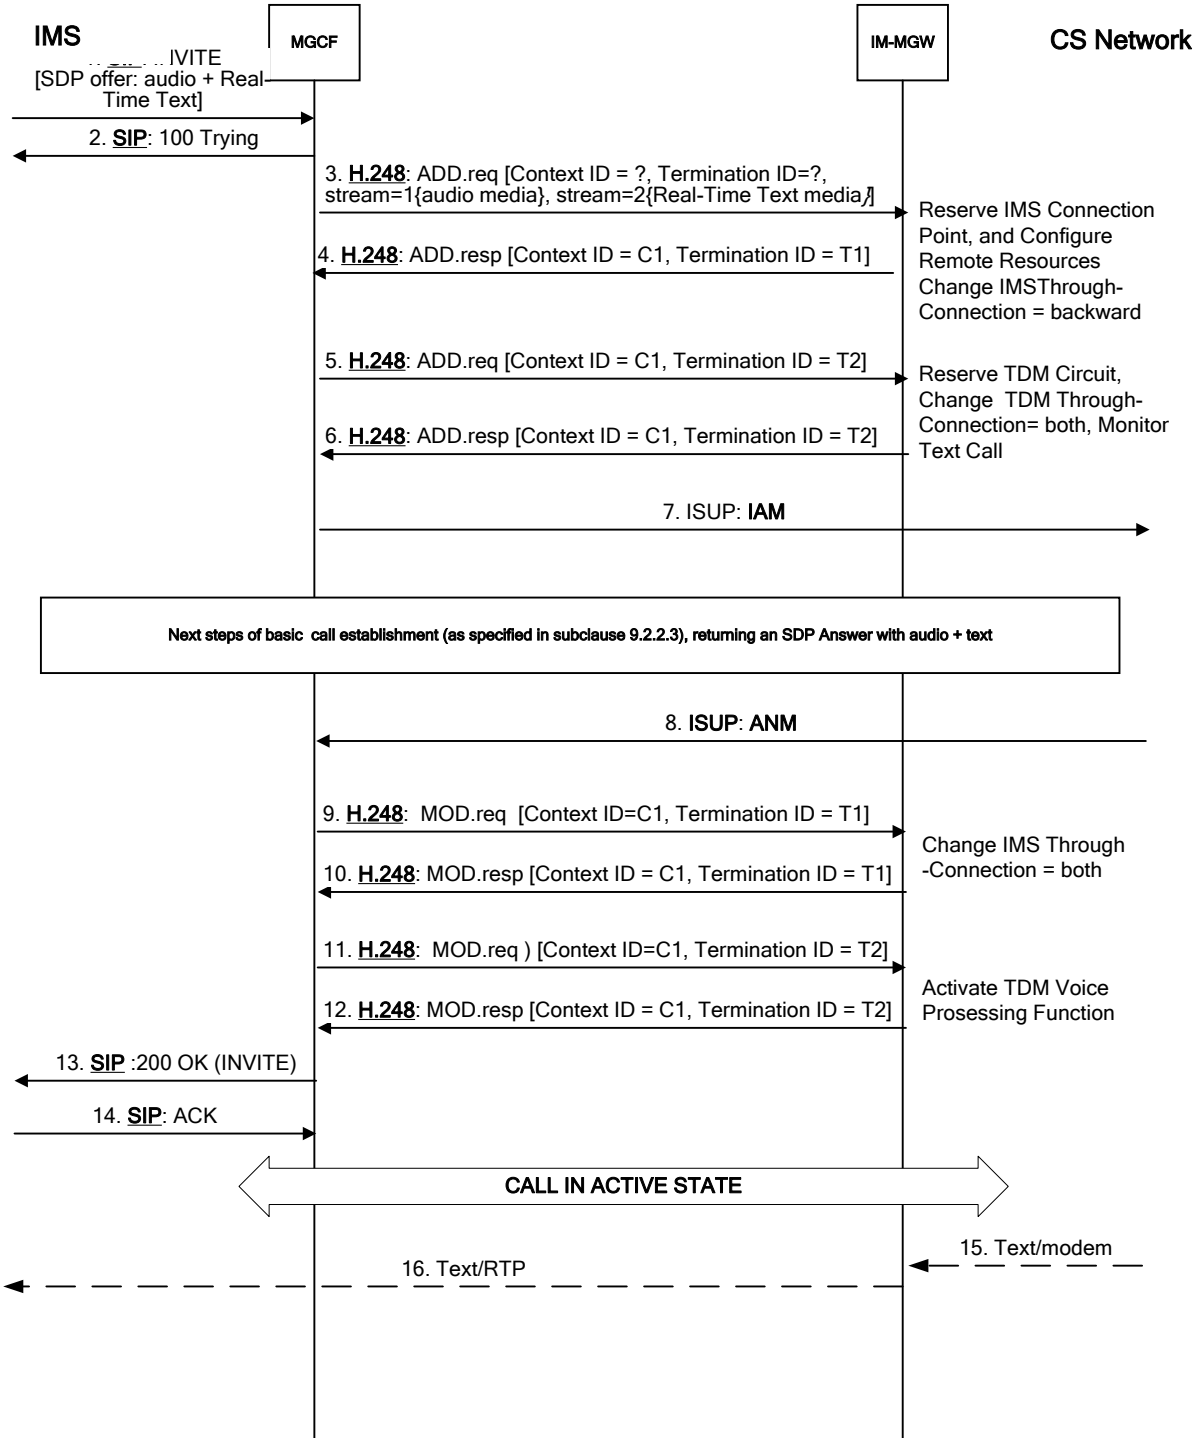 IMS
MGCF
IM-MGW
CS Network
INVITE
[SDP offer: audio + Real-
Time Text]
2. SIP: 100 Trying
3. H.248: ADD.req [Context ID = ?, Termination ID=?,
stream=1{audio media}, stream=2{Real-Time Text media}]
Reserve IMS Connection
Point, and Configure
Remote Resources
Change IMSThrough-
Connection = backward
4. H.248: ADD.resp [Context ID = C1, Termination ID = T1]
5. H.248: ADD.req [Context ID = C1, Termination ID = T2]
Reserve TDM Circuit,
Change TDM Through-
Connection= both, Monitor
Text Call
6. H.248: ADD.resp [Context ID = C1, Termination ID = T2]
7. ISUP: IAM
Next steps of basic call establishment (as specified in subclause 9.2.2.3), returning an SDP Answer with audio + text
8. ISUP: ANM
9. H.248: MOD.req [Context ID=C1, Termination ID = T1]
Change IMS Through
-Connection = both
10. H.248: MOD.resp [Context ID = C1, Termination ID = T1]
11. H.248: MOD.req ) [Context ID=C1, Termination ID = T2]
Activate TDM Voice
Prosessing Function
12. H.248: MOD.resp [Context ID = C1, Termination ID = T2]
13. SIP :200 OK (INVITE)
14. SIP: ACK
CALL IN ACTIVE STATE
15. Text/modem
16. Text/RTP